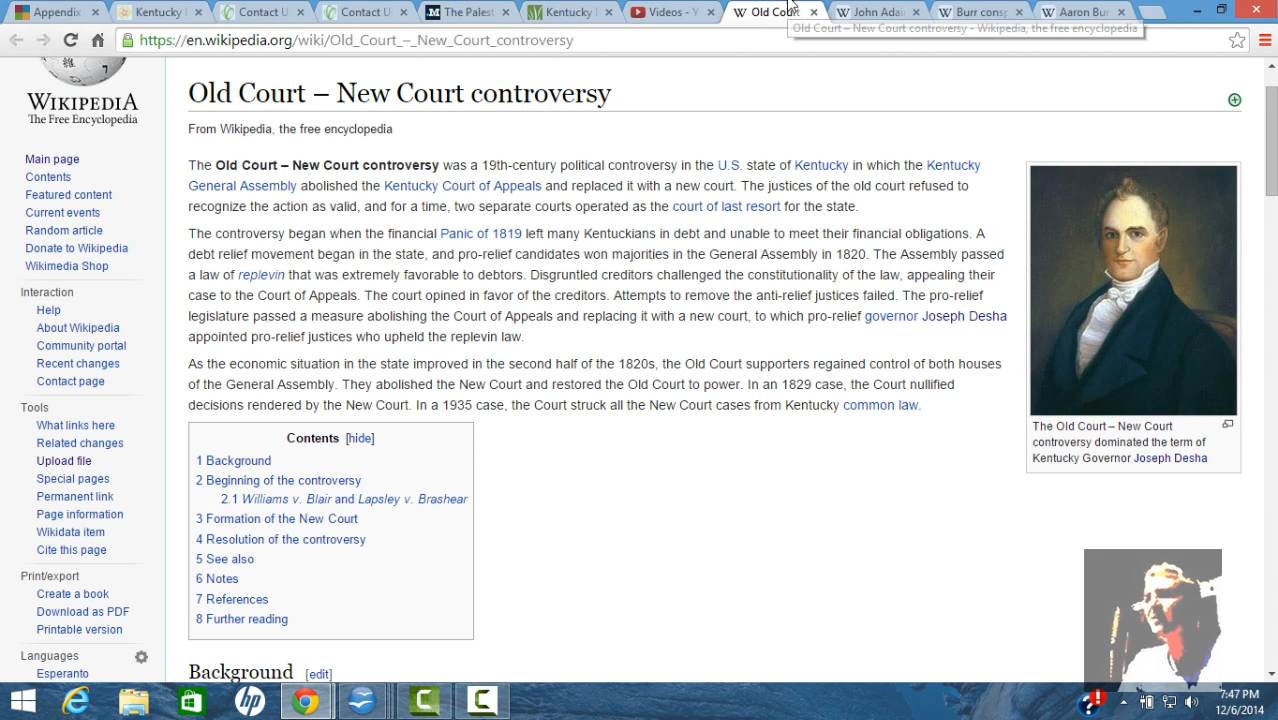 Appendix
Kentucky
Contact U
Contact U
The Palest
Kentucky
Videos - Y
Old Court
John Adai
Burr consp
Aaron Bur
https://en.wikipedia.org/wiki/Old_Court_–_New_Court_controversy
Old Court – New Court controversy - Wikipedia, the free encyclopedia
WIKIPEDIA
The Free Encyclopedia
Main page
Contents
Featured content
Current events
Random article
Donate to Wikipedia
Wikimedia Shop
Interaction
Help
About Wikipedia
Community portal
Recent changes
Contact page
Tools
What links here
Related changes
Upload file
Special pages
Permanent link
Page information
Wikidata item
Cite this page
Print/export
Create a book
Download as PDF
Printable version
Languages
Esperanto
Old Court – New Court controversy
From Wikipedia, the free encyclopedia
The Old Court – New Court controversy was a 19th-century political controversy in the U.S. state of Kentucky in which the Kentucky
General Assembly abolished the Kentucky Court of Appeals and replaced it with a new court. The justices of the old court refused to
recognize the action as valid, and for a time, two separate courts operated as the court of last resort for the state.
The controversy began when the financial Panic of 1819 left many Kentuckians in debt and unable to meet their financial obligations. A
debt relief movement began in the state, and pro-relief candidates won majorities in the General Assembly in 1820. The Assembly passed
a law of replevin that was extremely favorable to debtors. Disgruntled creditors challenged the constitutionality of the law, appealing their
case to the Court of Appeals. The court opined in favor of the creditors. Attempts to remove the anti-relief justices failed. The pro-relief
legislature passed a measure abolishing the Court of Appeals and replacing it with a new court, to which pro-relief governor Joseph Desha
appointed pro-relief justices who upheld the replevin law.
As the economic situation in the state improved in the second half of the 1820s, the Old Court supporters regained control of both houses
of the General Assembly. They abolished the New Court and restored the Old Court to power. In an 1829 case, the Court nullified
decisions rendered by the New Court. In a 1935 case, the Court struck all the New Court cases from Kentucky common law.
Contents [hide]
1 Background
2 Beginning of the controversy
2.1 Williams v. Blair and Lapsley v. Brashear
3 Formation of the New Court
4 Resolution of the controversy
5 See also
6 Notes
7 References
8 Further reading
Background [edit]
The Old Court – New Court
controversy dominated the term of
Kentucky Governor Joseph Desha
7:47 PM
12/6/2014